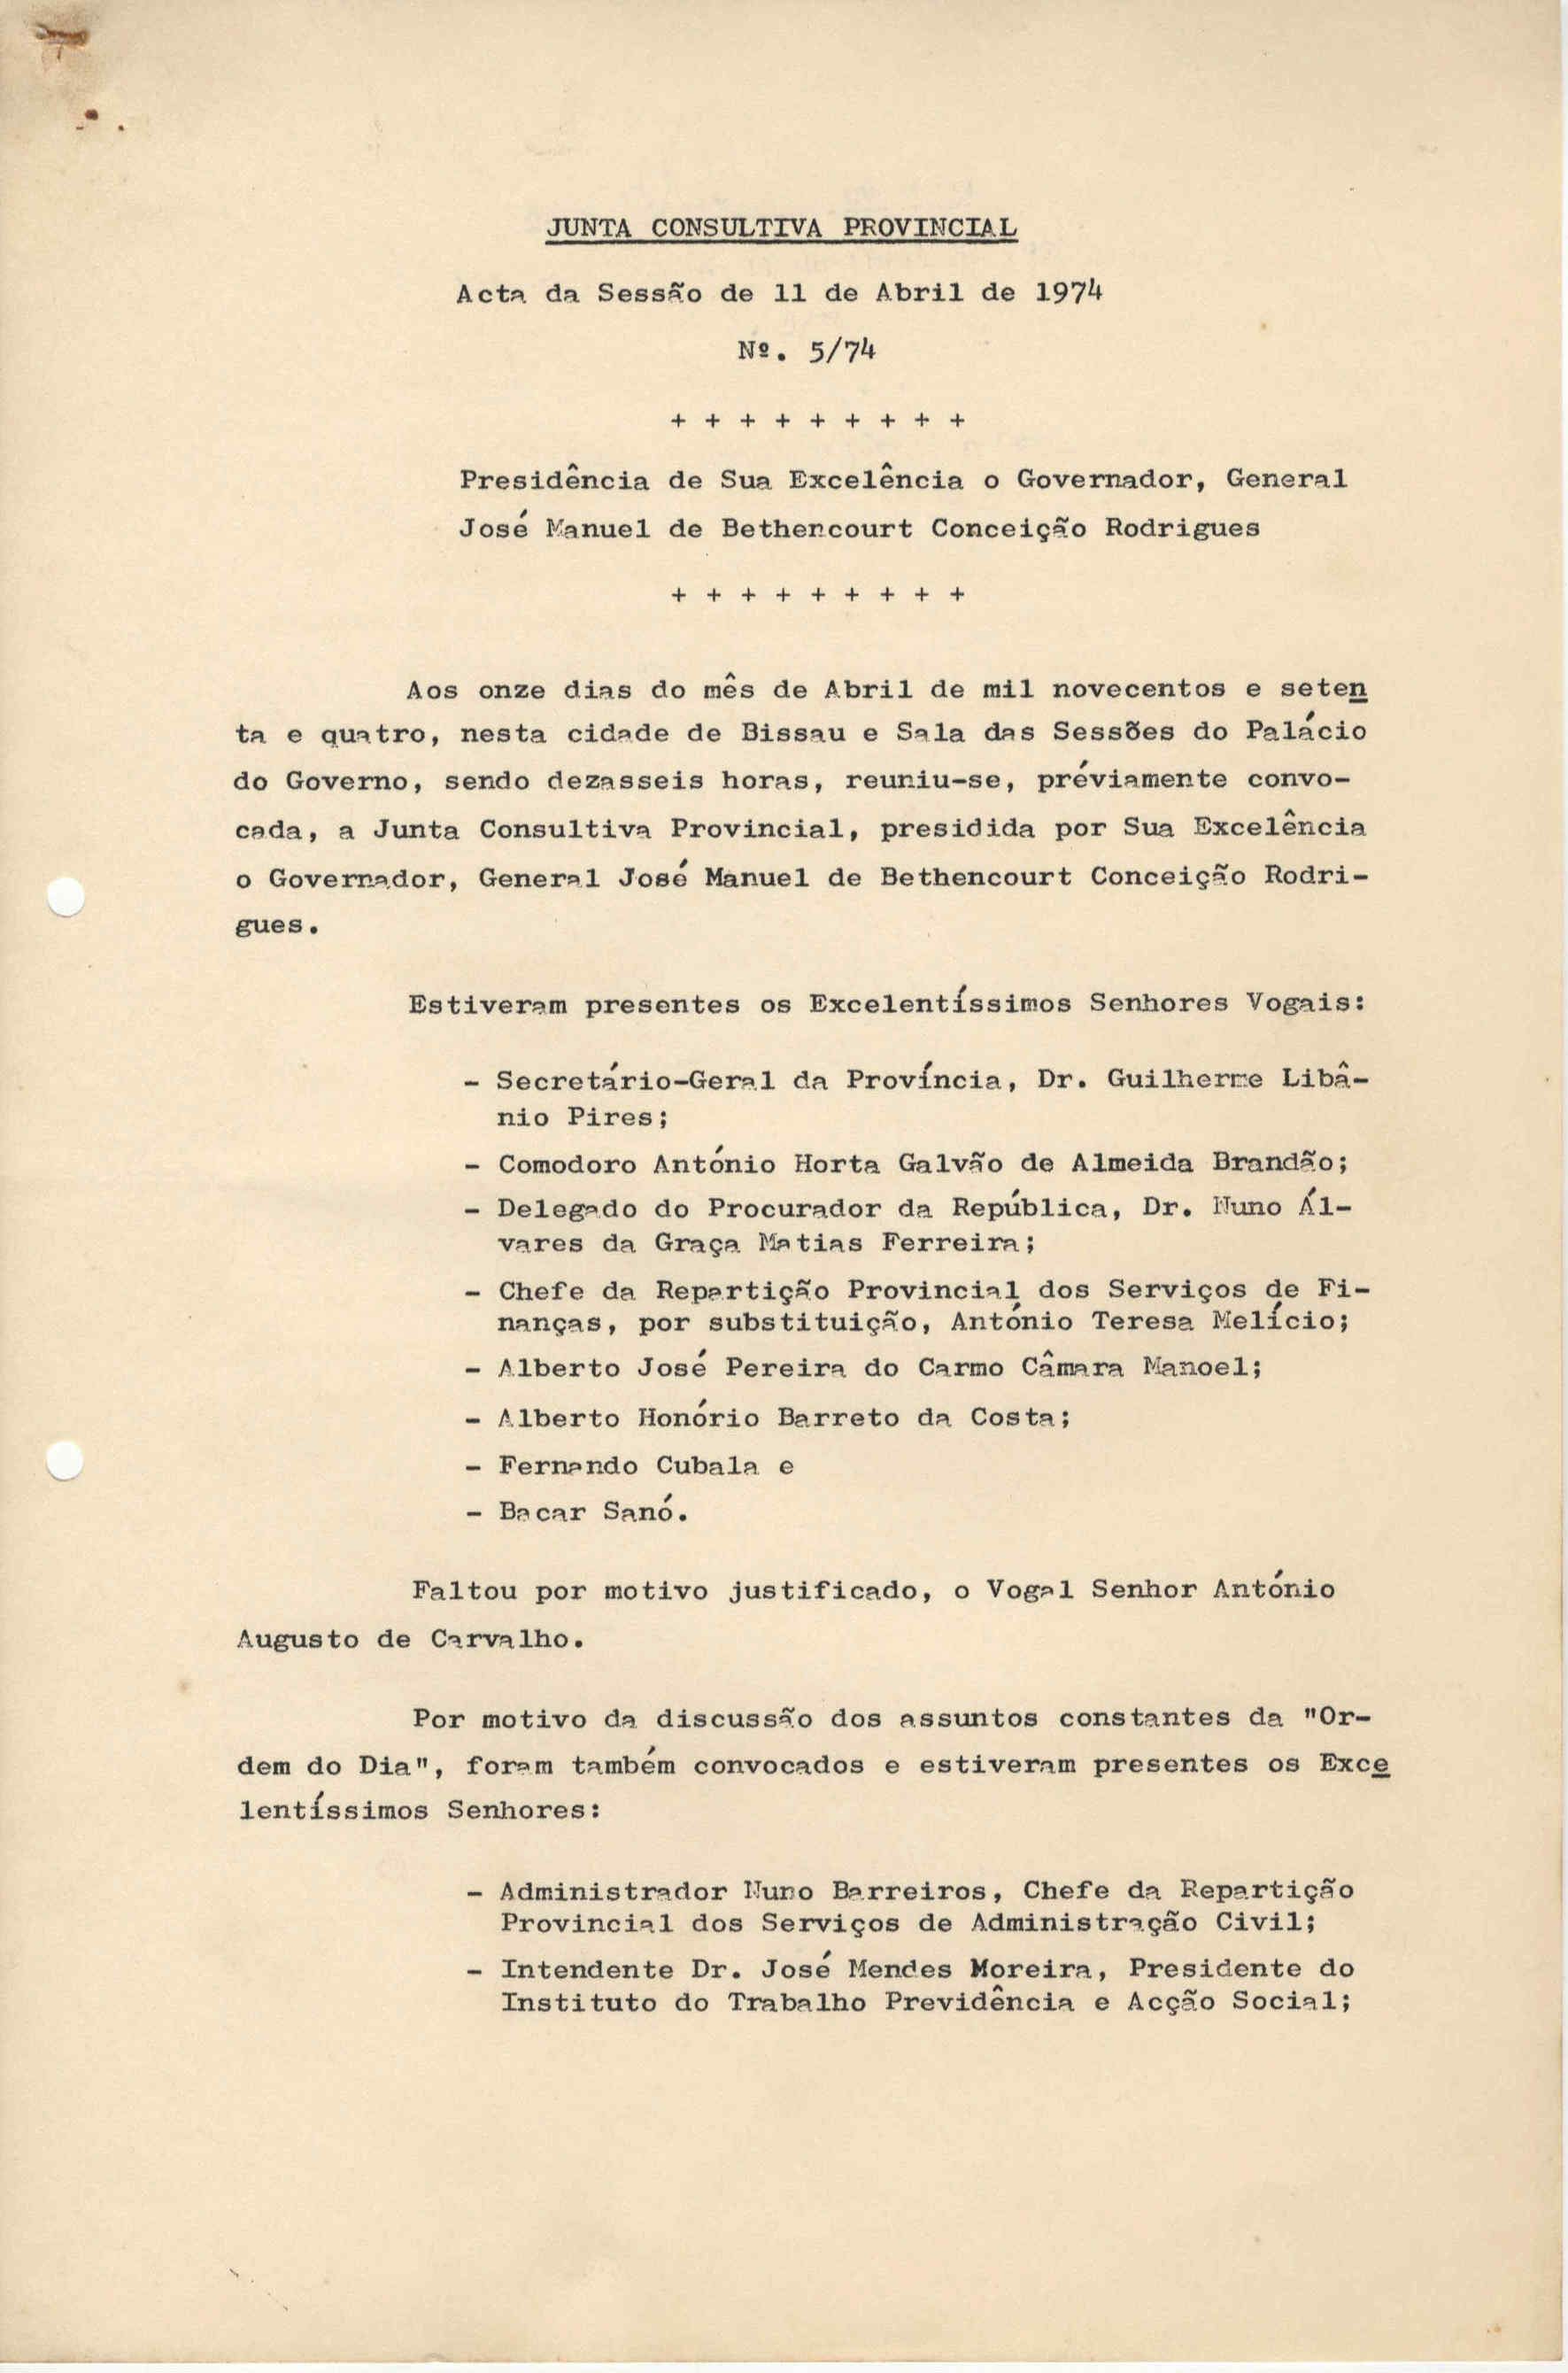 JUNTA CONSULTIVA PROVINCIAL
Acta da Sessão de 11 de Abril de 1974
Nº. 5/74
+ + + + + + + + +
Presidência de Sua Excelência o Governador, General
José Manuel de Bethencourt Conceição Rodrigues
+ + + + + + + + +
Aos onze dias do mês de Abril de mil novecentos e seten
ta e quatro, nesta cidade de Bissau e Sala das Sessões do Palácio
do Governo, sendo dezasseis horas, reuniu-se, préviamente convo-
cada, a Junta Consultiva Provincial, presidida por Sua Excelência
o Governador, General José Manuel de Bethencourt Conceição Rodri-
gues.
Estiveram presentes os Excelentíssimos Senhores Vogais:
- Secretário-Geral da Província, Dr. Guilherme Libâ-
nio Pires;
- Comodoro António Horta Galvão de Almeida Brandão;
- Delegado do Procurador da República, Dr. Nuno Ál-
vares da Graça Matias Ferreira;
- Chefe da Repartição Provincial dos Serviços de Fi-
nanças, por substituição, António Teresa Melício;
- Alberto José Pereira do Carmo Câmara Manoel;
- Alberto Honório Barreto da Costa;
- Fernando Cubala e
- Bacar Sanó.
Faltou por motivo justificado, o Vogal Senhor António
Augusto de Carvalho.
Por motivo da discussão dos assuntos constantes da "Or-
dem do Dia", foram também convocados e estiveram presentes os Exce
lentíssimos Senhores:
- Administrador Nuno Barreiros, Chefe da Repartição
Provincial dos Serviços de Administração Civil;
- Intendente Dr. José Mendes Moreira, Presidente do
Instituto do Trabalho Previdência e Acção Social;